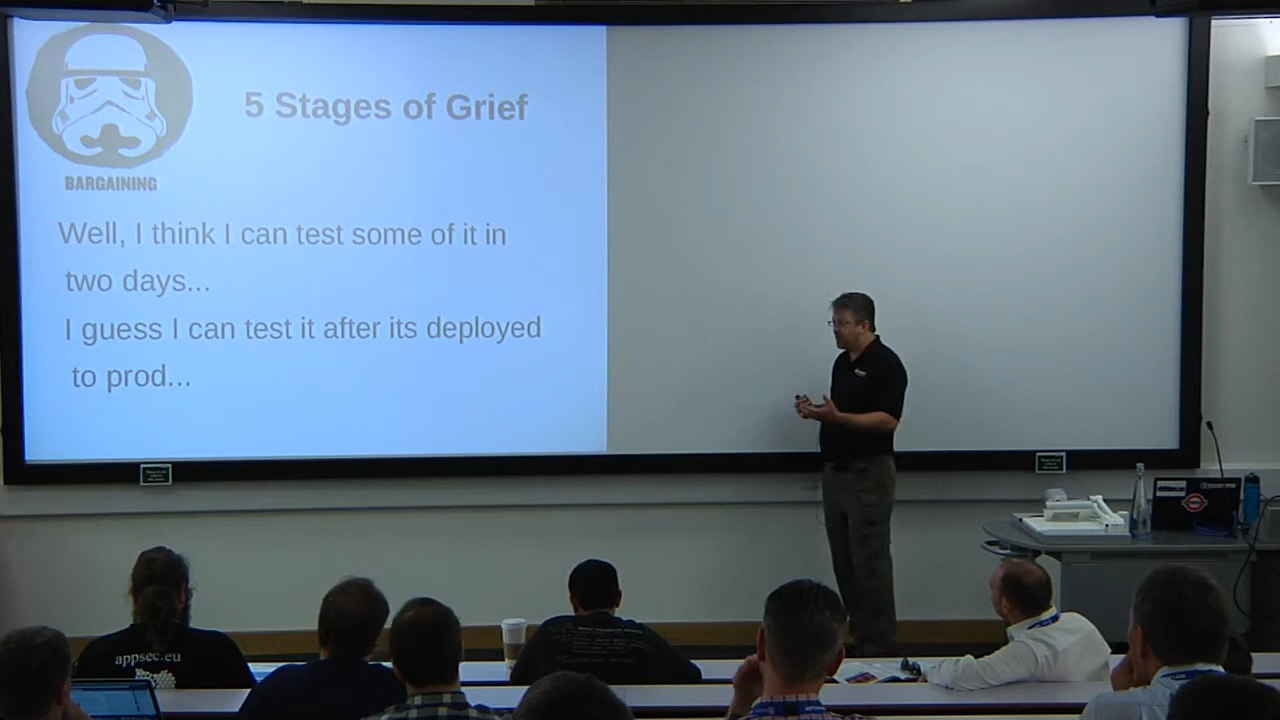 5 Stages of Grief
BARGAINING
Well, I think I can test some of it in
two days...
I guess I can test it after its deployed
to prod...
appsec.eu